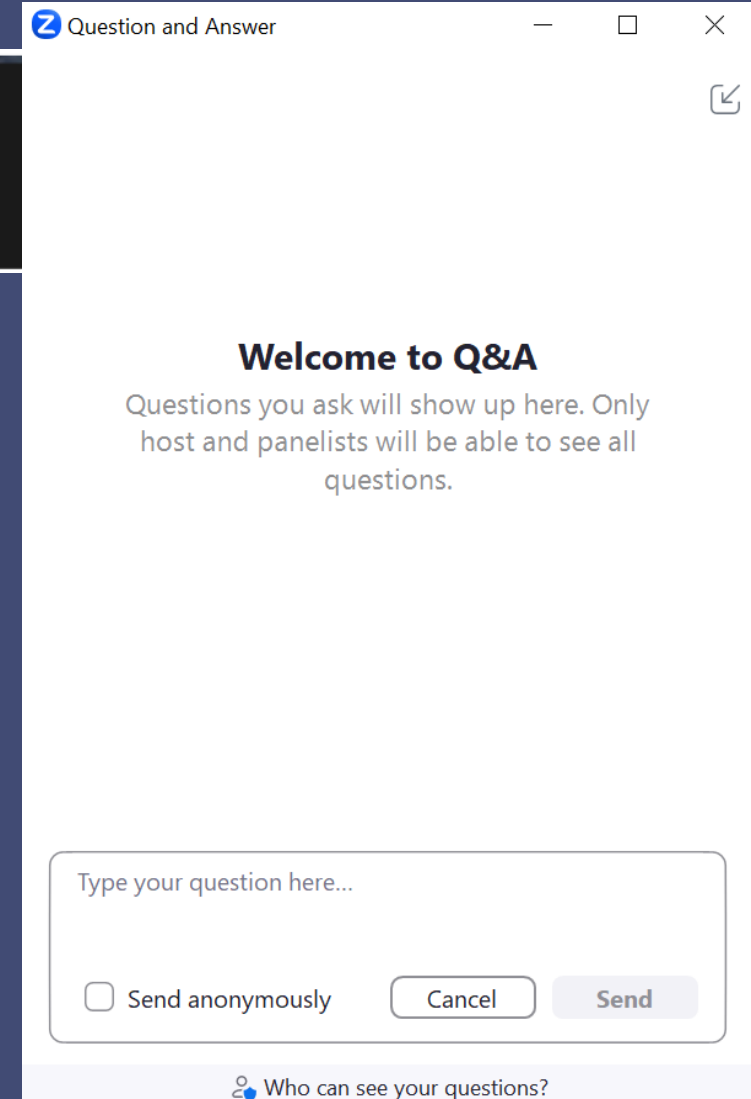 Question and Answer
Welcome to Q&A
Questions you ask will show up here. Only
host and panelists will be able to see all
questions.
Type your question here...
Send anonymously
Cancel
Send
Who can see your questions?